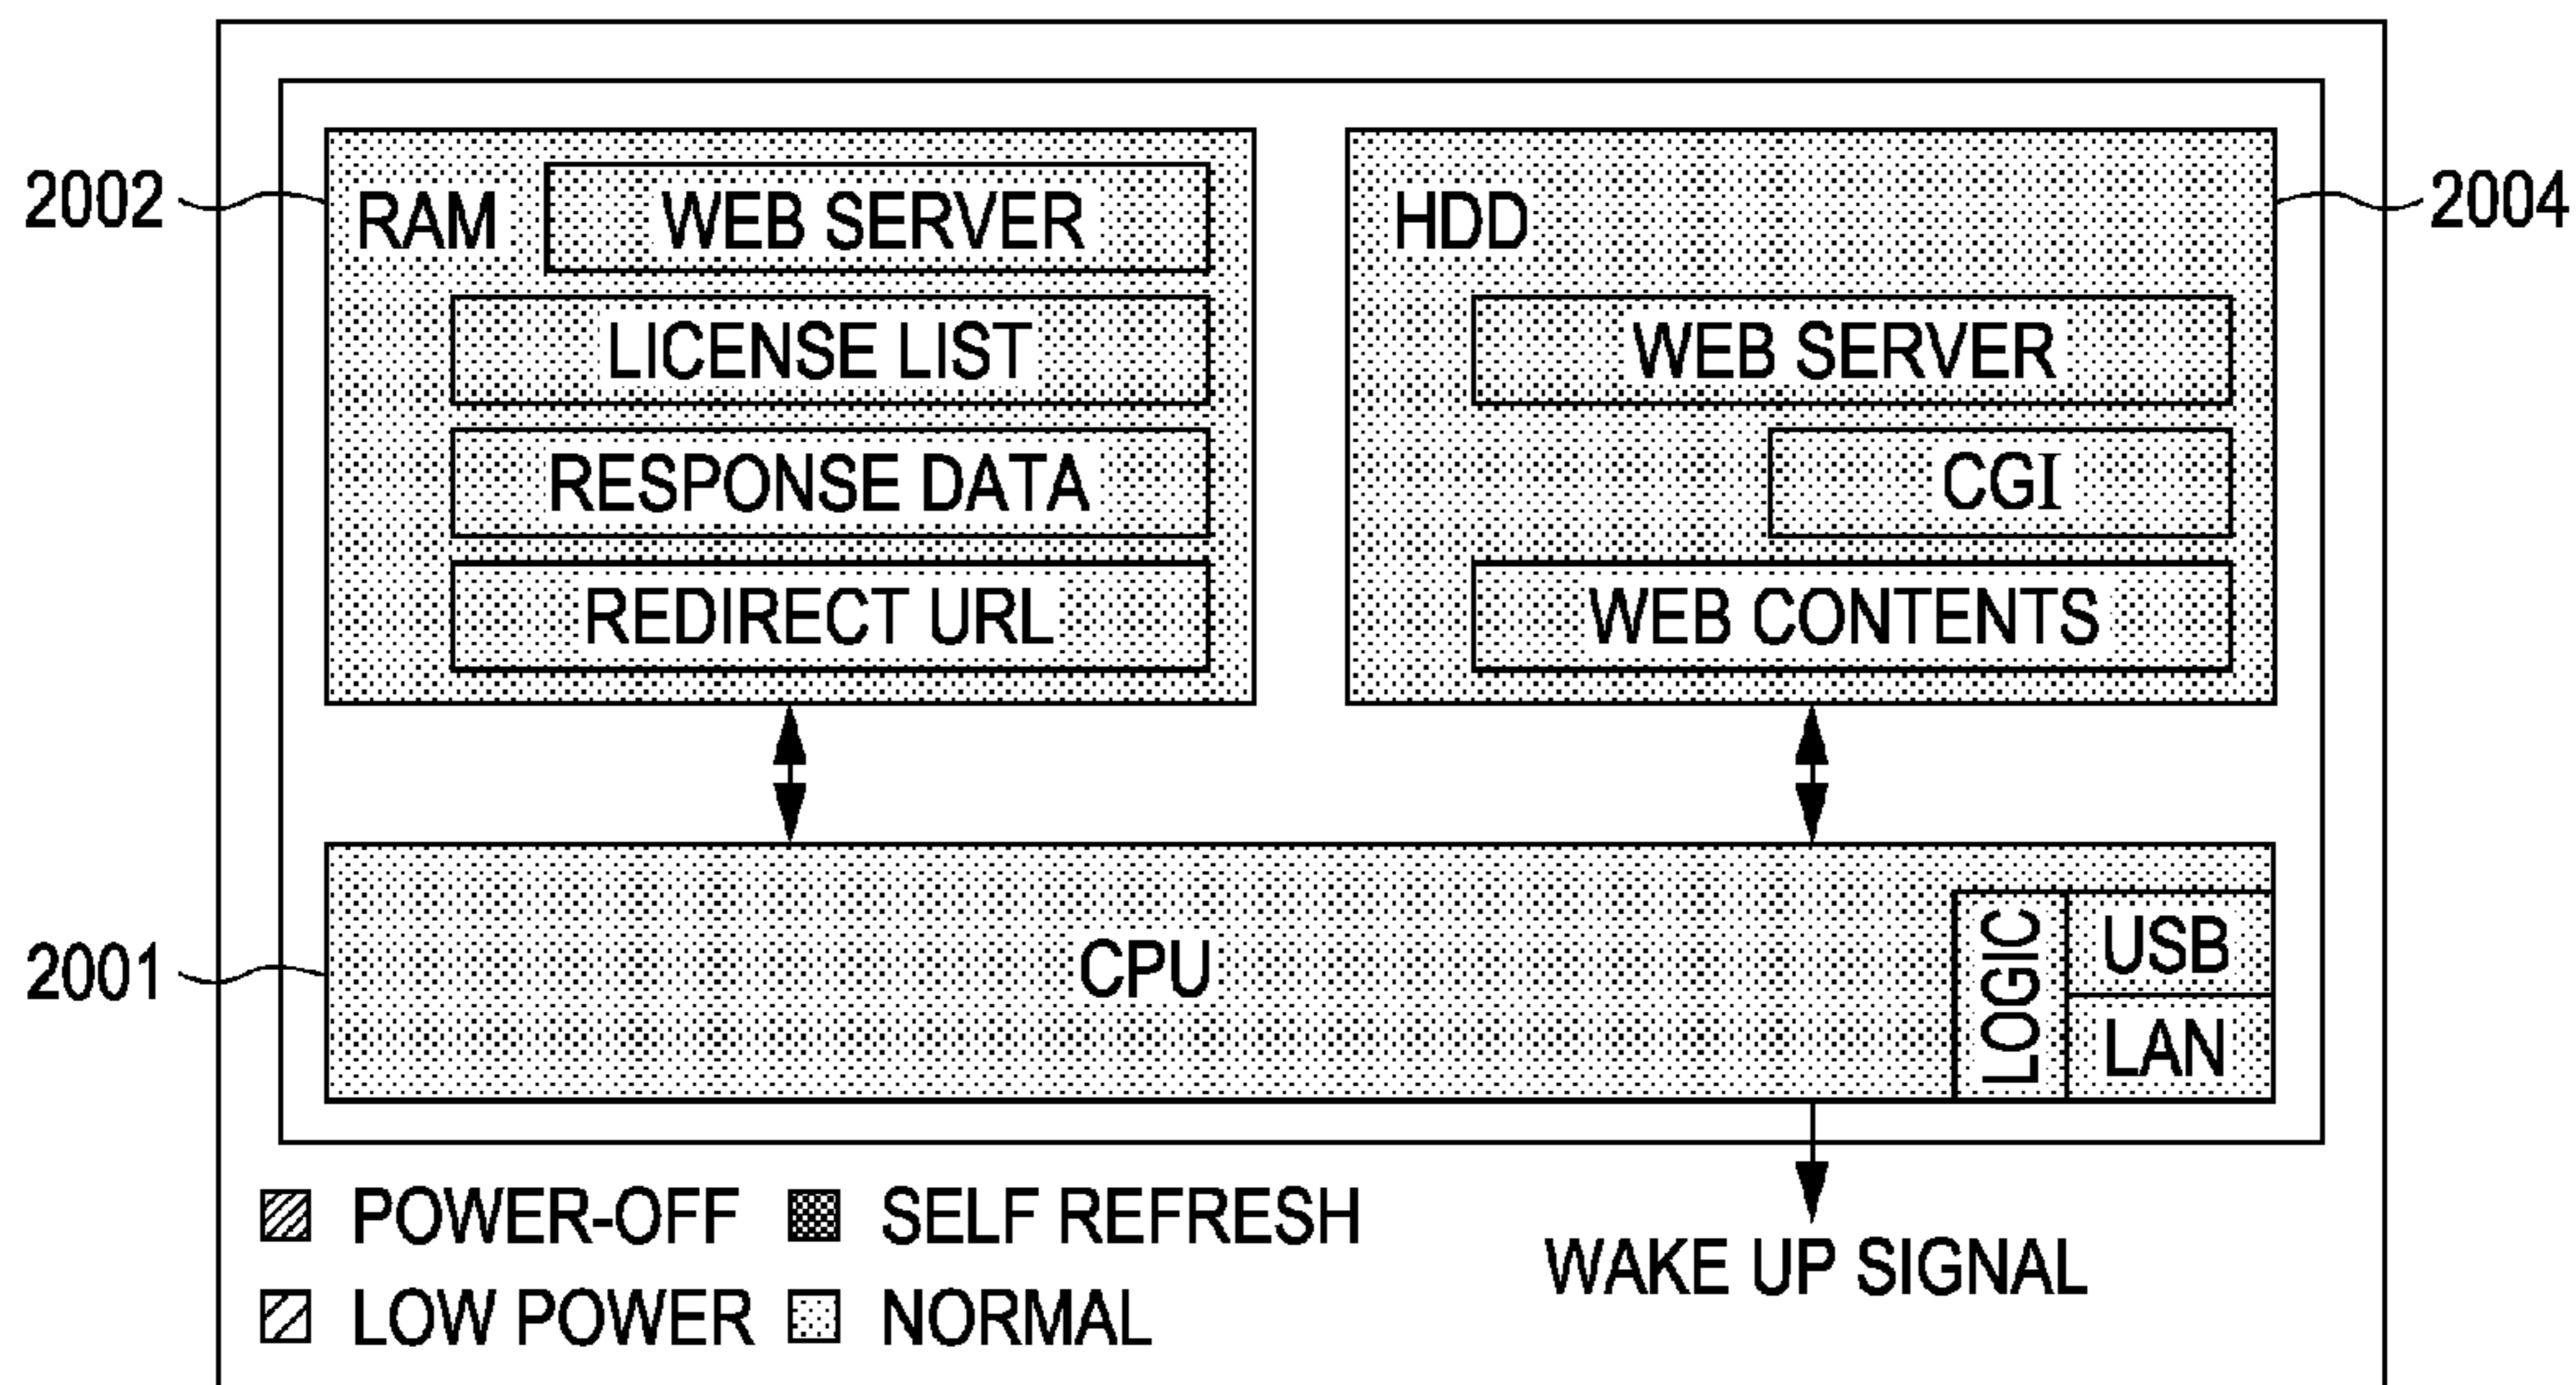 2002
RAM
WEB SERVER
LICENSE LIST
RESPONSE DATA
REDIRECT URL
HDD
2004
WEB SERVER
CGI
WEB CONTENTS
2001
CPU
LOGIC
USB
LAN
POWER-OFF
SELF REFRESH
LOW POWER
NORMAL
WAKE UP SIGNAL